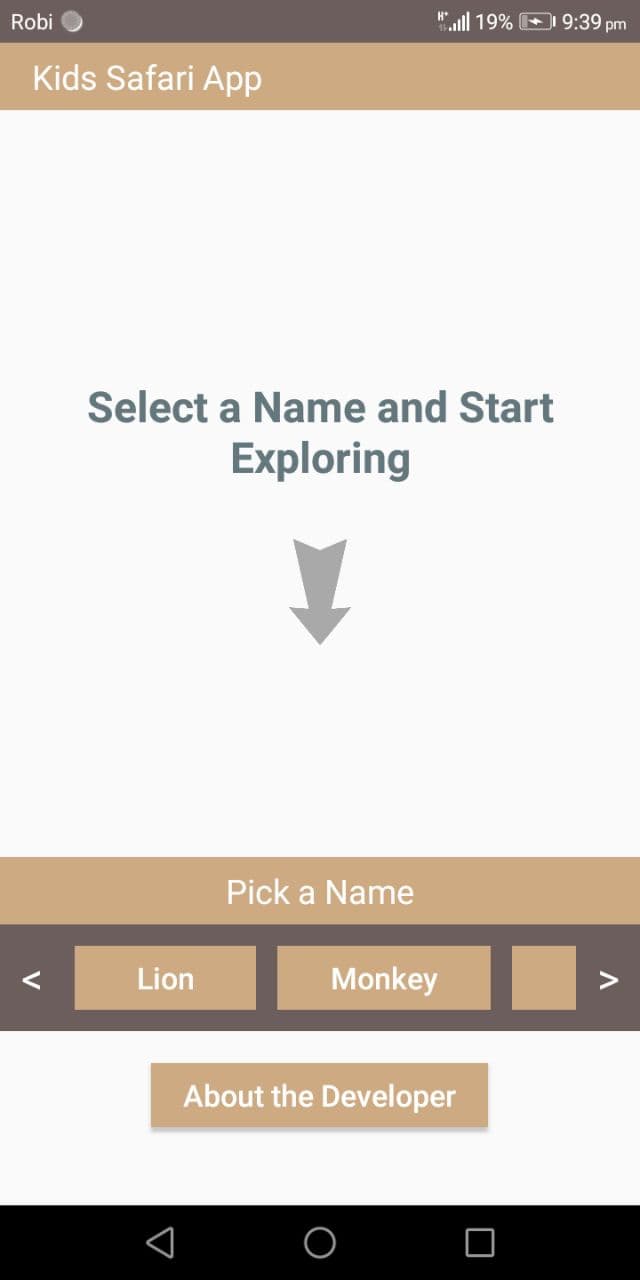 Robi H+ 19% 9:39 pm
Kids Safari App
Select a Name and Start
Exploring
Pick a Name
< Lion Monkey >
About the Developer